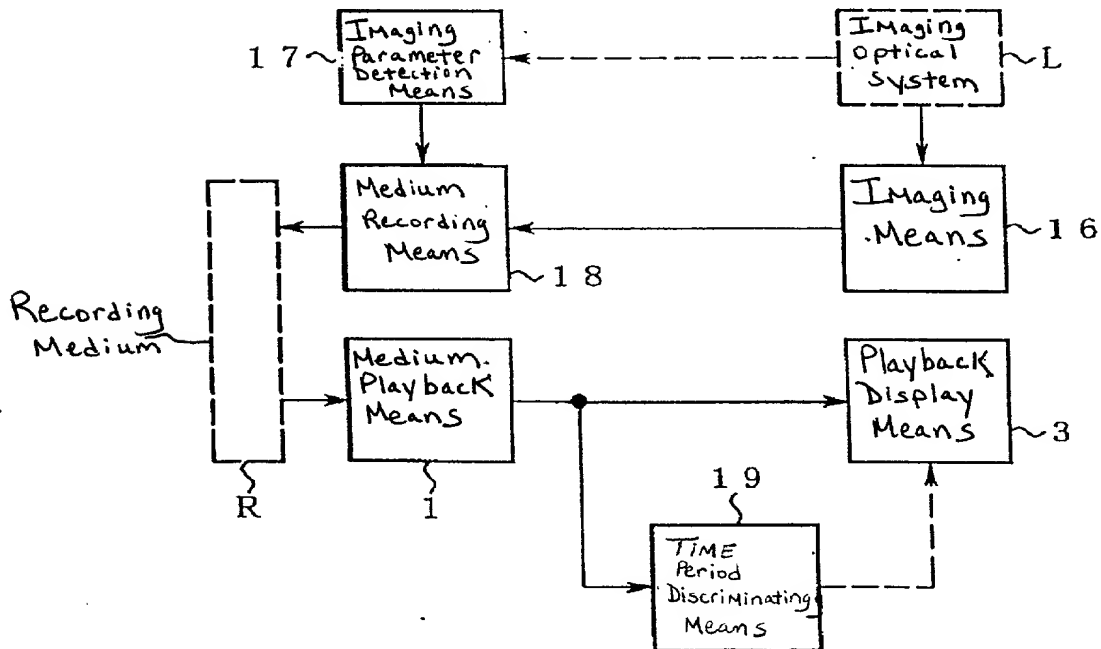 17
Imaging
Parameter
Detection
Means
Imaging
Optical
System
L
Medium
Recording
Means
18
Imaging
Means
16
Recording
Medium
R
Medium
Playback
Means
1
Playback
Display
Means
3
19
TIME
Period
Discriminating
Means